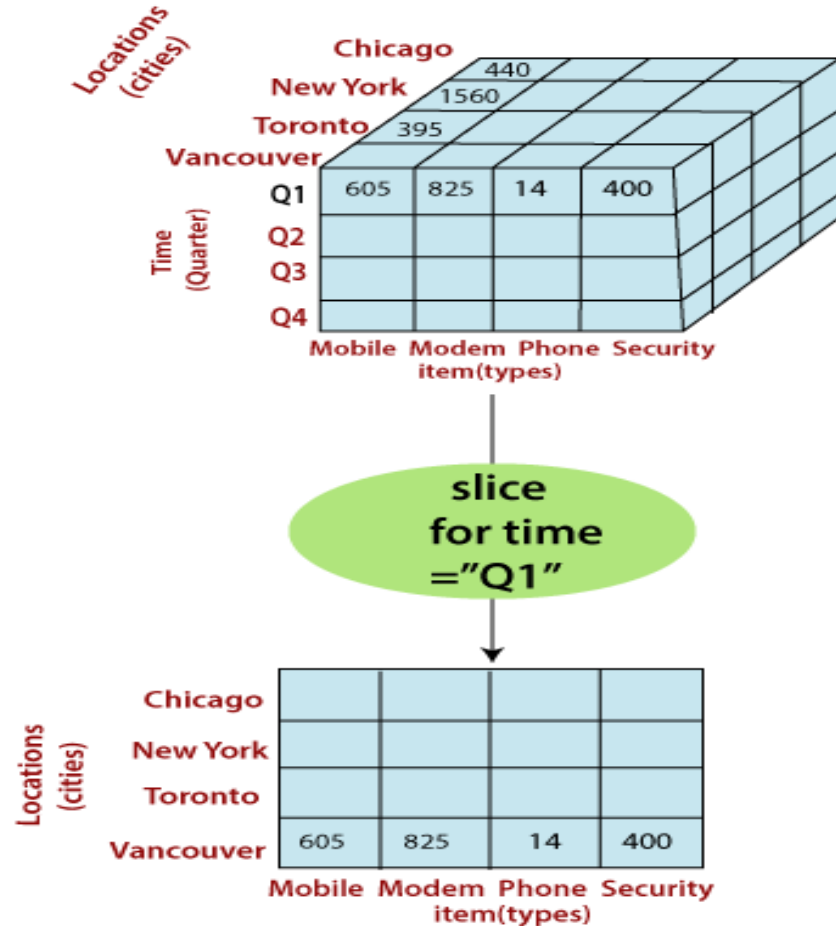 Locations
(cities)
Chicago
New York
Toronto
Vancouver
440
1560
395
Time
(Quarter)
Q1 605 825 14 400
Q2
Q3
Q4
Mobile Modem Phone Security
item(types)
slice
for time
=”Q1”
Locations
(cities)
Chicago
New York
Toronto
Vancouver 605 825 14 400
Mobile Modem Phone Security
item(types)